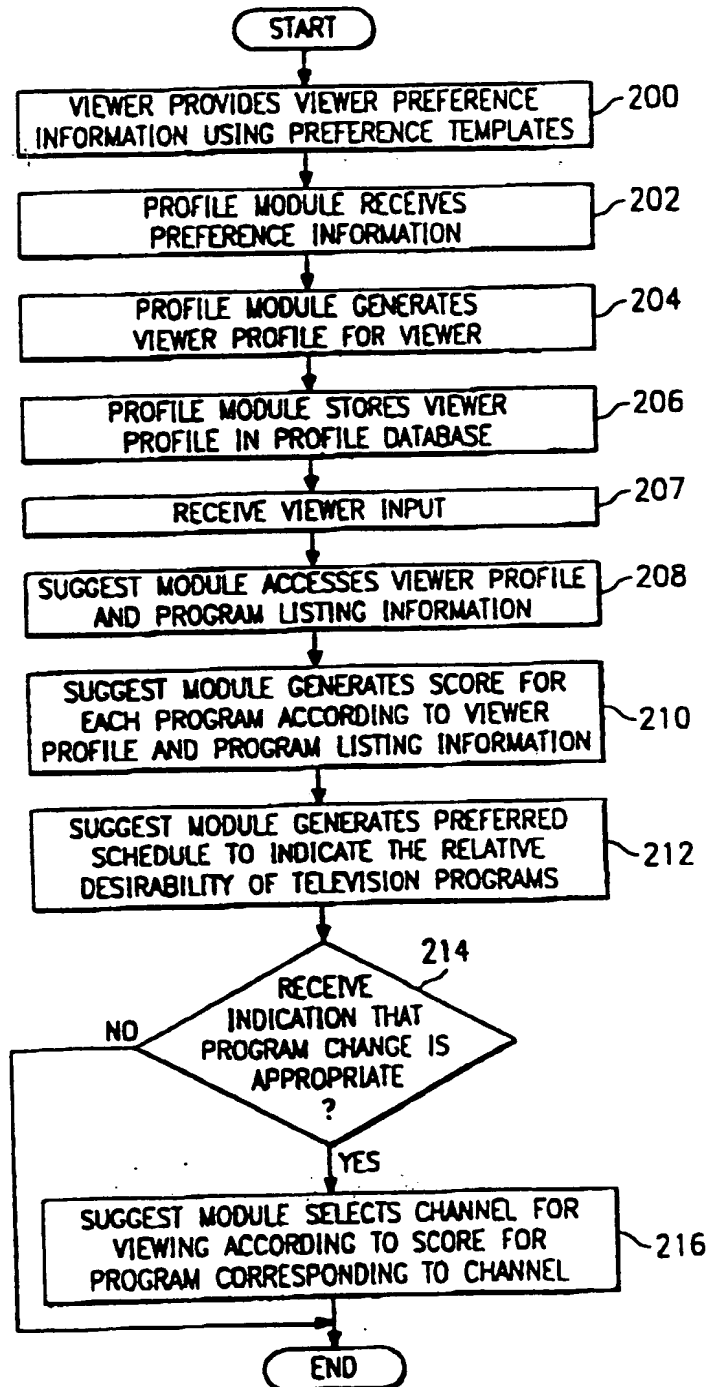 START
VIEWER PROVIDES VIEWER PREFERENCE
INFORMATION USING PREFERENCE TEMPLATES
200
PROFILE MODULE RECEIVES
PREFERENCE INFORMATION
202
PROFILE MODULE GENERATES
VIEWER PROFILE FOR VIEWER
204
PROFILE MODULE STORES VIEWER
PROFILE IN PROFILE DATABASE
206
RECEIVE VIEWER INPUT
207
SUGGEST MODULE ACCESSES VIEWER PROFILE
AND PROGRAM LISTING INFORMATION
208
SUGGEST MODULE GENERATES SCORE FOR
EACH PROGRAM ACCORDING TO VIEWER
PROFILE AND PROGRAM LISTING INFORMATION
210
SUGGEST MODULE GENERATES PREFERRED
SCHEDULE TO INDICATE THE RELATIVE
DESIRABILITY OF TELEVISION PROGRAMS
212
214
RECEIVE
INDICATION THAT
PROGRAM CHANGE IS
APPROPRIATE
?
NO
YES
SUGGEST MODULE SELECTS CHANNEL FOR
VIEWING ACCORDING TO SCORE FOR
PROGRAM CORRESPONDING TO CHANNEL
216
END